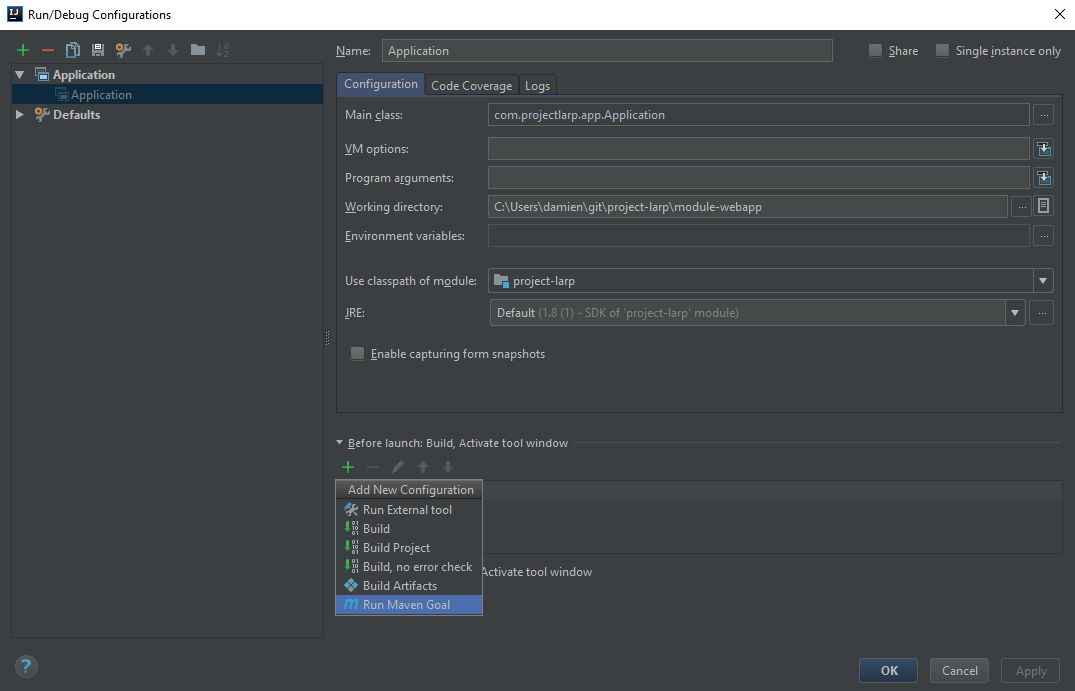 Run/Debug Configurations
Name: Application Share Single instance only
Application
Application
Defaults
Configuration Code Coverage Logs
Main class: com.projectlarp.app.Application ...
VM options:
Program arguments:
Working directory: C:\Users\damien\git\project-larp\module-webapp ...
Environment variables: ...
Use classpath of module: project-larp
JRE: Default (1.8 (1) - SDK of 'project-larp' module) ...
Enable capturing form snapshots
Before launch: Build, Activate tool window
Add New Configuration
Run External tool
Build
Build Project
Build, no error check
Activate tool window
Build Artifacts
Run Maven Goal
? OK Cancel Apply